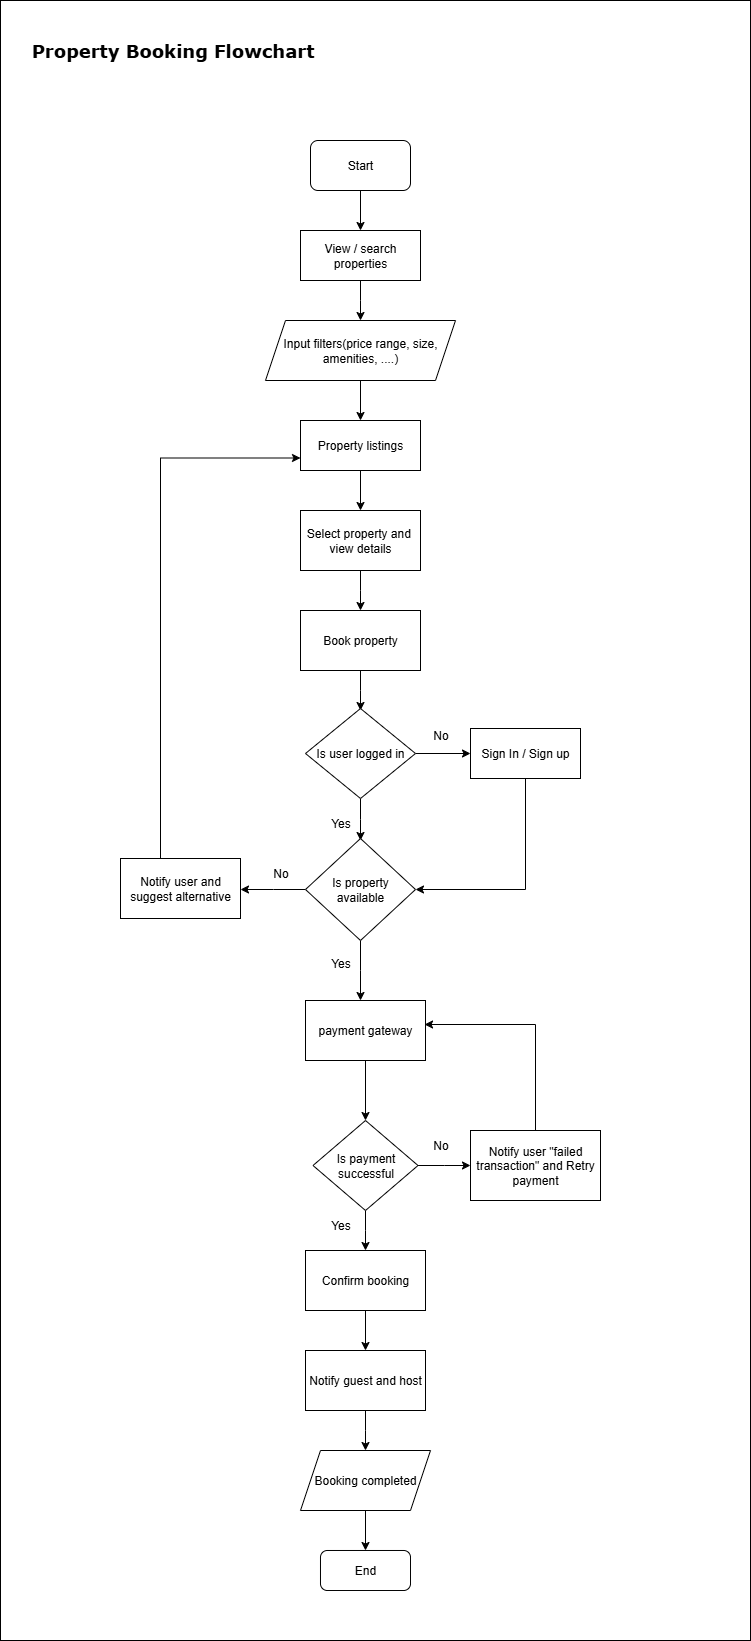 Property Booking Flowchart
Start
View / search
properties
Input filters(price range, size,
amenities, ....)
Property listings
Select property and
view details
Book property
Is user logged in
No
Sign In / Sign up
Yes
Is property
available
No
Notify user and
suggest alternative
Yes
payment gateway
Is payment
successful
No
Notify user "failed
transaction" and Retry
payment
Yes
Confirm booking
Notify guest and host
Booking completed
End